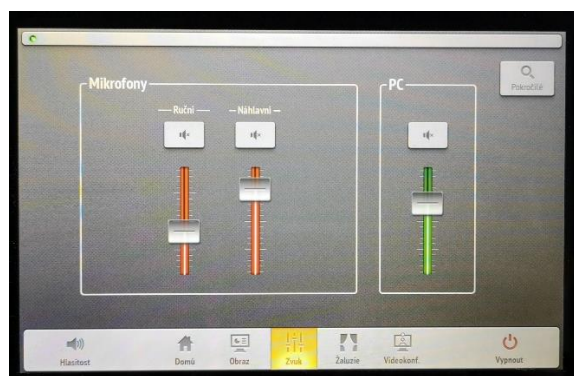 Mikrofony
PC
Pokročilé
Ruční
Náhlavní
Hlasitost
Domů
Obraz
Zvuk
Žaluzie
Videokonf.
Vypnout